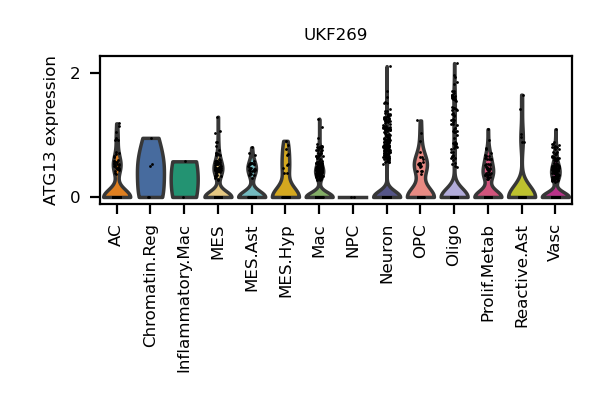 UKF269
ATG13 expression
2
0
AC
Chromatin.Reg
Inflammatory.Mac
MES
MES.Ast
MES.Hyp
Mac
NPC
Neuron
OPC
Oligo
Prolif.Metab
Reactive.Ast
Vasc